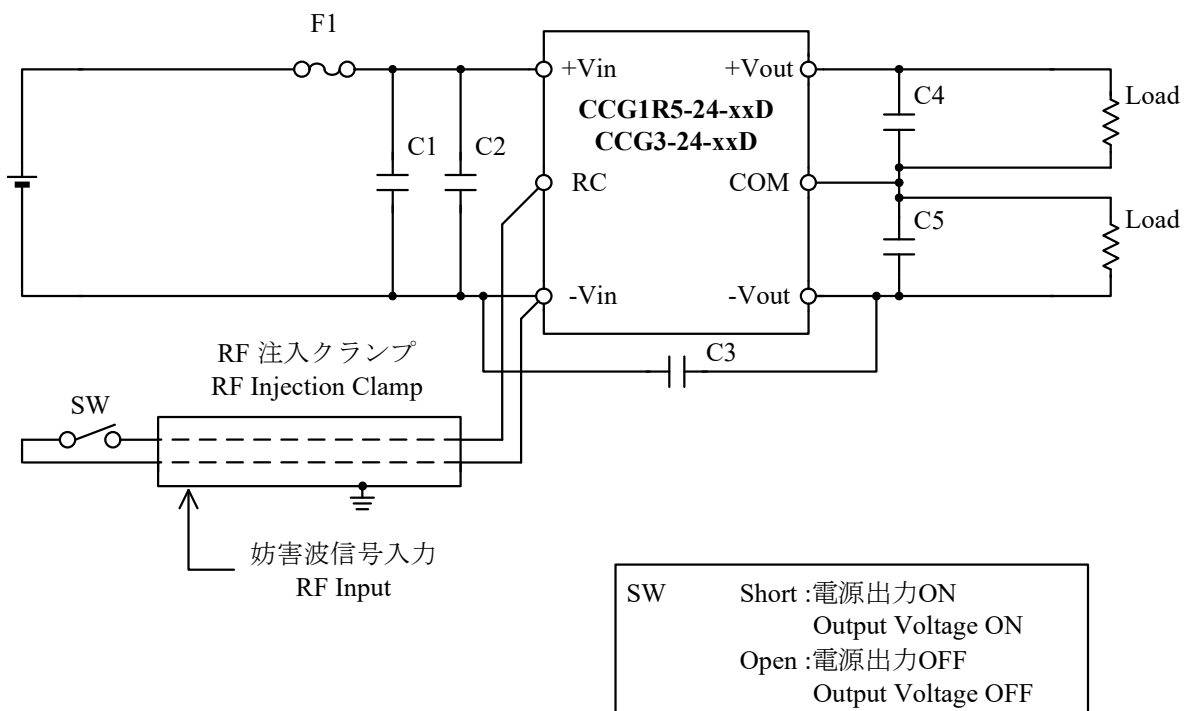 F1
+Vin
+Vout
CCG1R5-24-xxD
CCG3-24-xxD
C4
Load
C1
C2
RC
COM
C5
Load
-Vin
-Vout
C3
RF 注入クランプ
RF Injection Clamp
SW
妨害波信号入力
RF Input
SW Short :電源出力ON
Output Voltage ON
Open :電源出力OFF
Output Voltage OFF